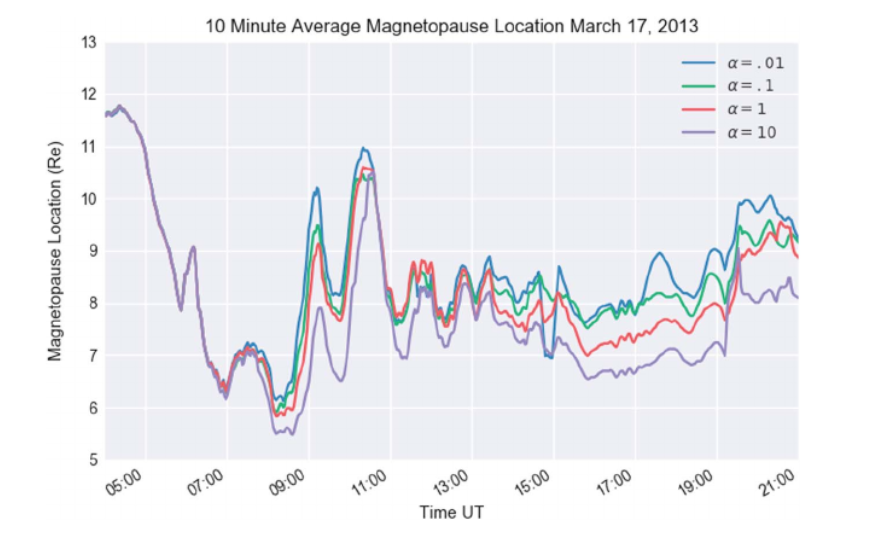 10 Minute Average Magnetopause Location March 17, 2013
13
12
11
10
9
8
7
6
5
Magnetopause Location (Re)
α = .01
α = .1
α = 1
α = 10
05:00
07:00
09:00
11:00
13:00
15:00
17:00
19:00
21:00
Time UT